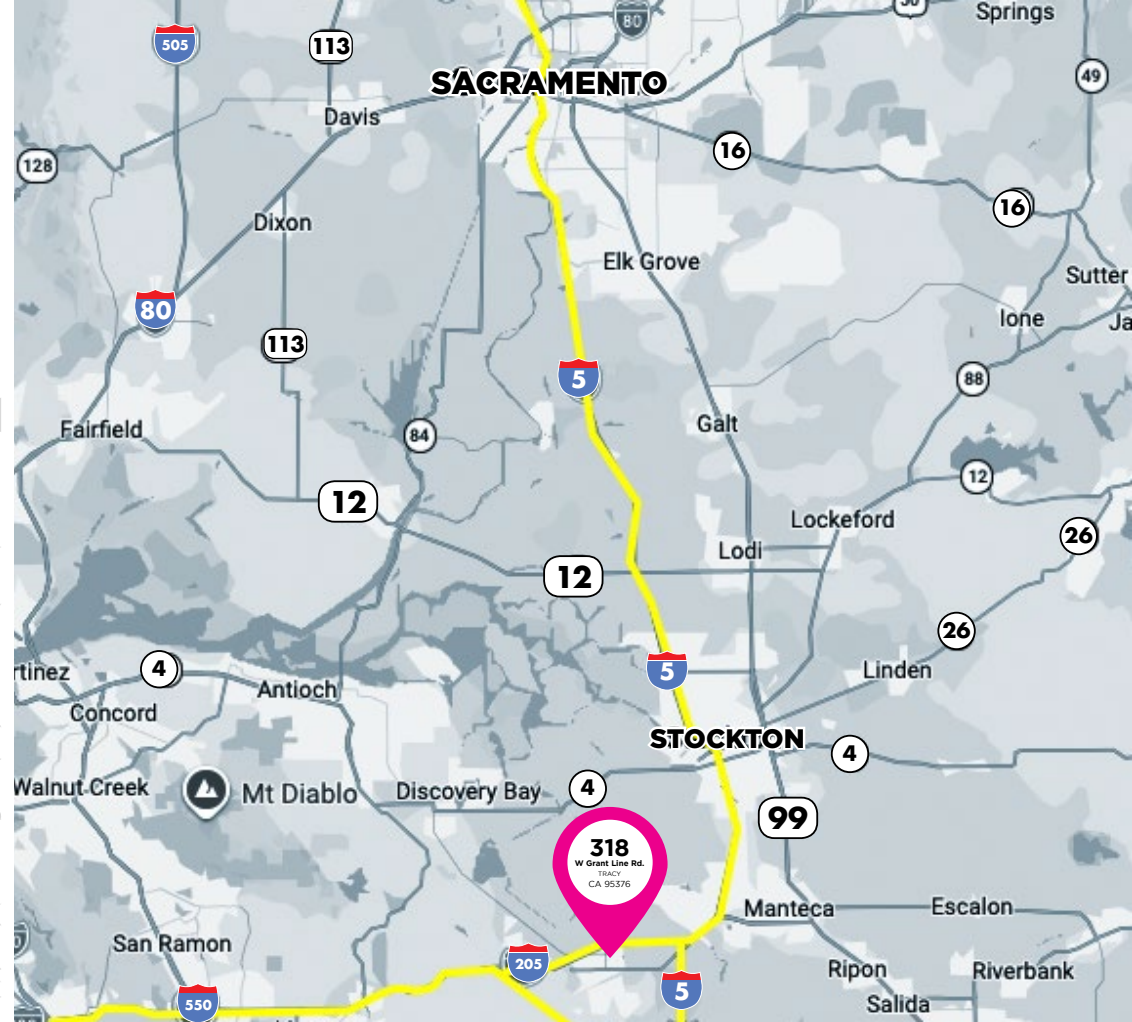 50
Springs
80
505
113
49
SACRAMENTO
Davis
16
128
16
Dixon
Elk Grove
Sutter
80
Ione
Ja
113
5
88
Galt
Fairfield
84
12
12
Lockeford
26
Lodi
12
26
rtinez
4
5
Linden
Antioch
Concord
STOCKTON
4
Walnut Creek
Mt Diablo
Discovery Bay
4
99
318
W Grant Line Rd.
TRACY
CA 95376
Manteca
Escalon
San Ramon
205
Ripon
Riverbank
550
5
Salida